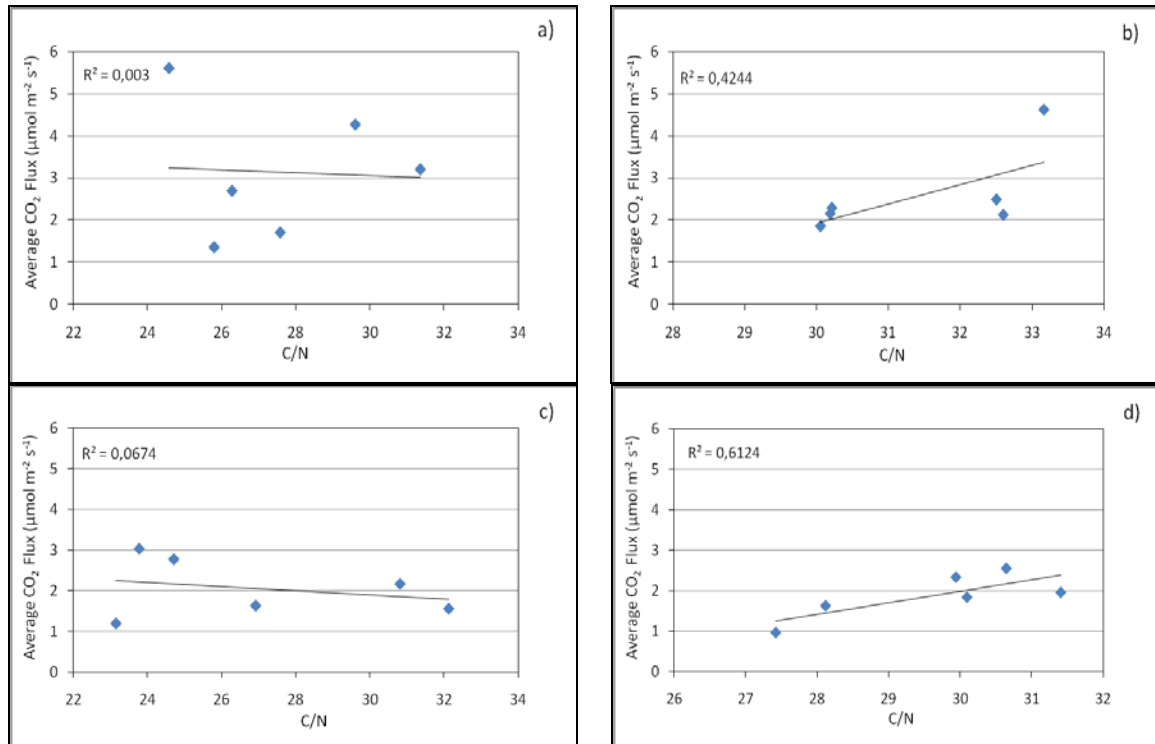 a)
R² = 0,003
Average CO₂ Flux (µmol m⁻² s⁻¹)
6
5
4
3
2
1
0
22 24 26 28 30 32 34
C/N
b)
R² = 0,4244
Average CO₂ Flux (µmol m⁻² s⁻¹)
6
5
4
3
2
1
0
28 29 30 31 32 33 34
C/N
c)
R² = 0,0674
Average CO₂ Flux (µmol m⁻² s⁻¹)
6
5
4
3
2
1
0
22 24 26 28 30 32 34
C/N
d)
R² = 0,6124
Average CO₂ Flux (µmol m⁻² s⁻¹)
6
5
4
3
2
1
0
26 27 28 29 30 31 32
C/N